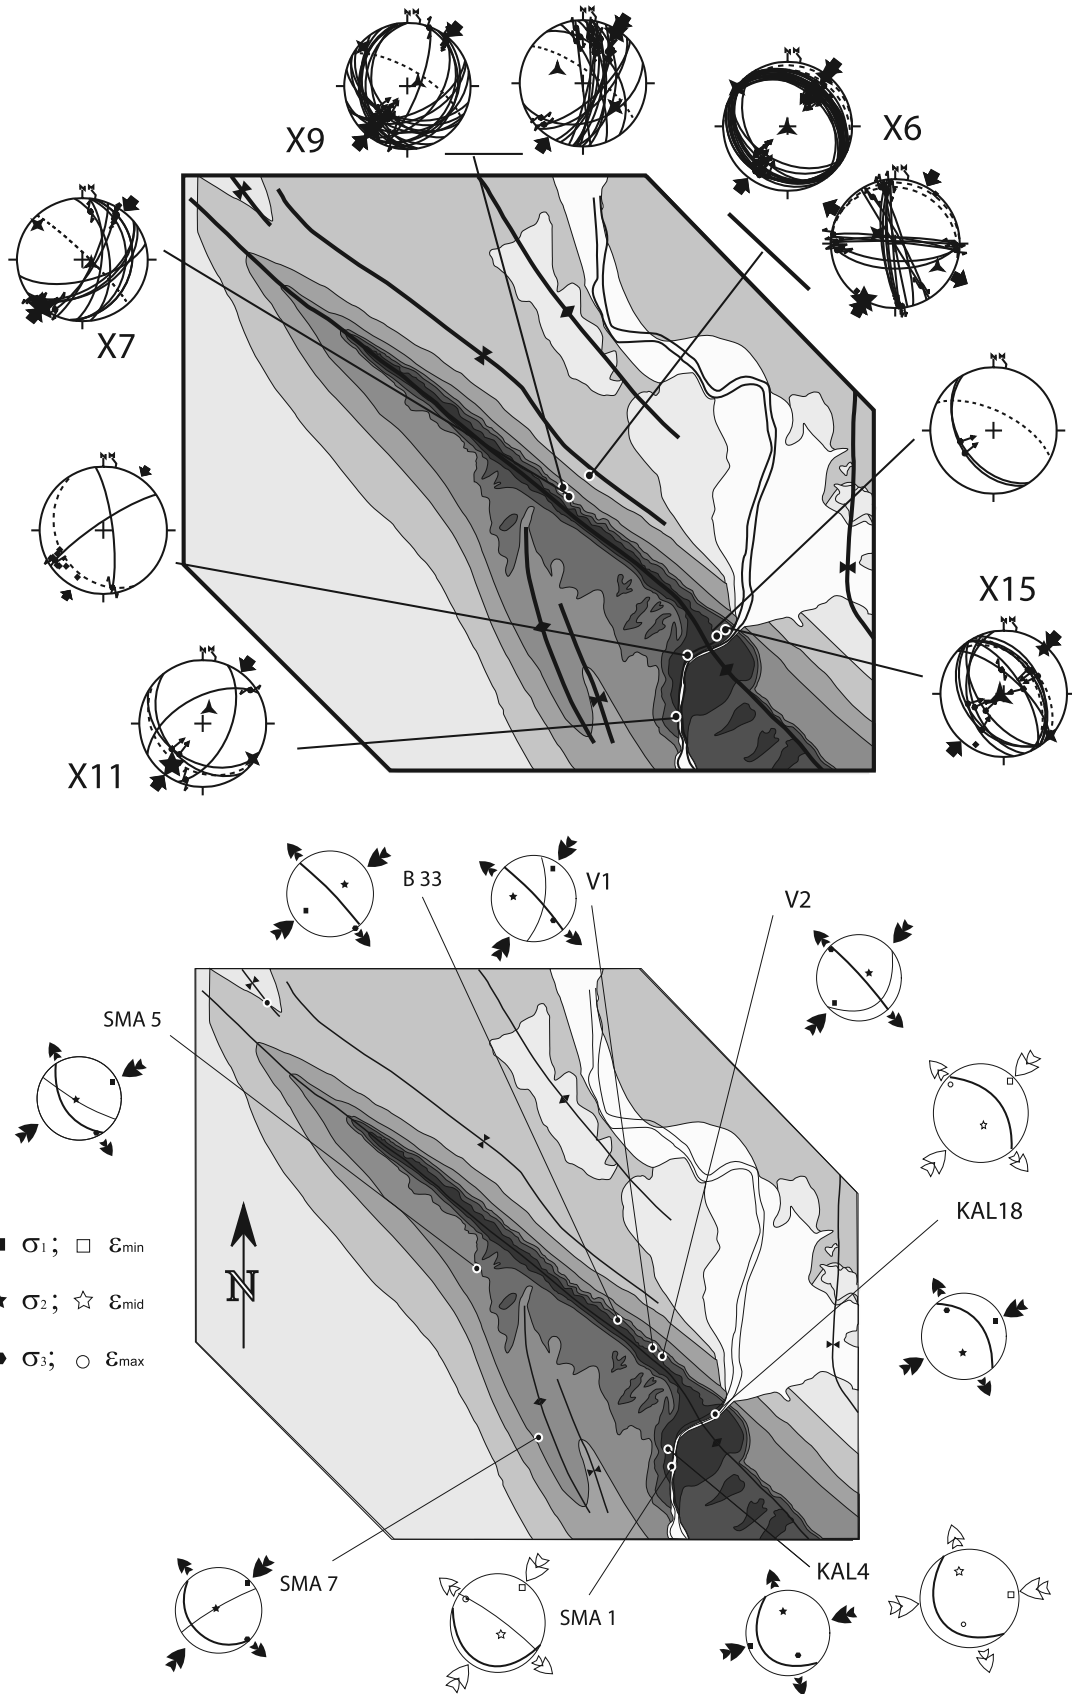 X9
X6
X7
X15
X11
B 33
V1
V2
SMA 5
KAL18
σ1; εmin
N
σ2; εmid
σ3; εmax
KAL4
SMA 7
SMA 1